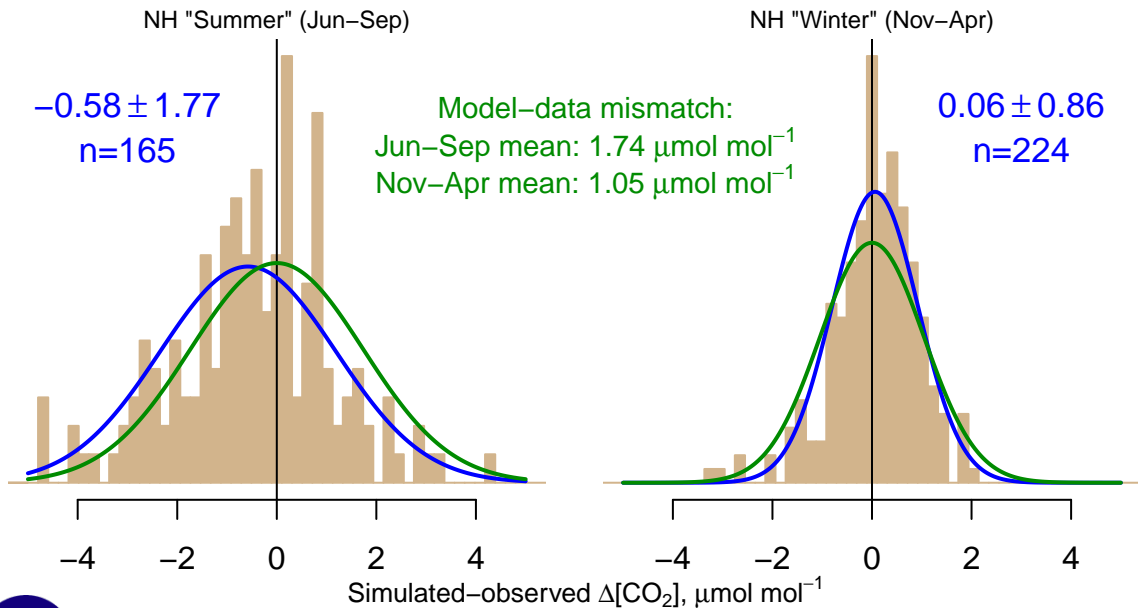 NH "Summer" (Jun−Sep)
NH "Winter" (Nov−Apr)
−0.58 ± 1.77
n=165
Model−data mismatch:
Jun−Sep mean: 1.74 μmol mol−1
Nov−Apr mean: 1.05 μmol mol−1
0.06 ± 0.86
n=224
−4 −2 0 2 4
−4 −2 0 2 4
Simulated−observed Δ[CO2], μmol mol−1